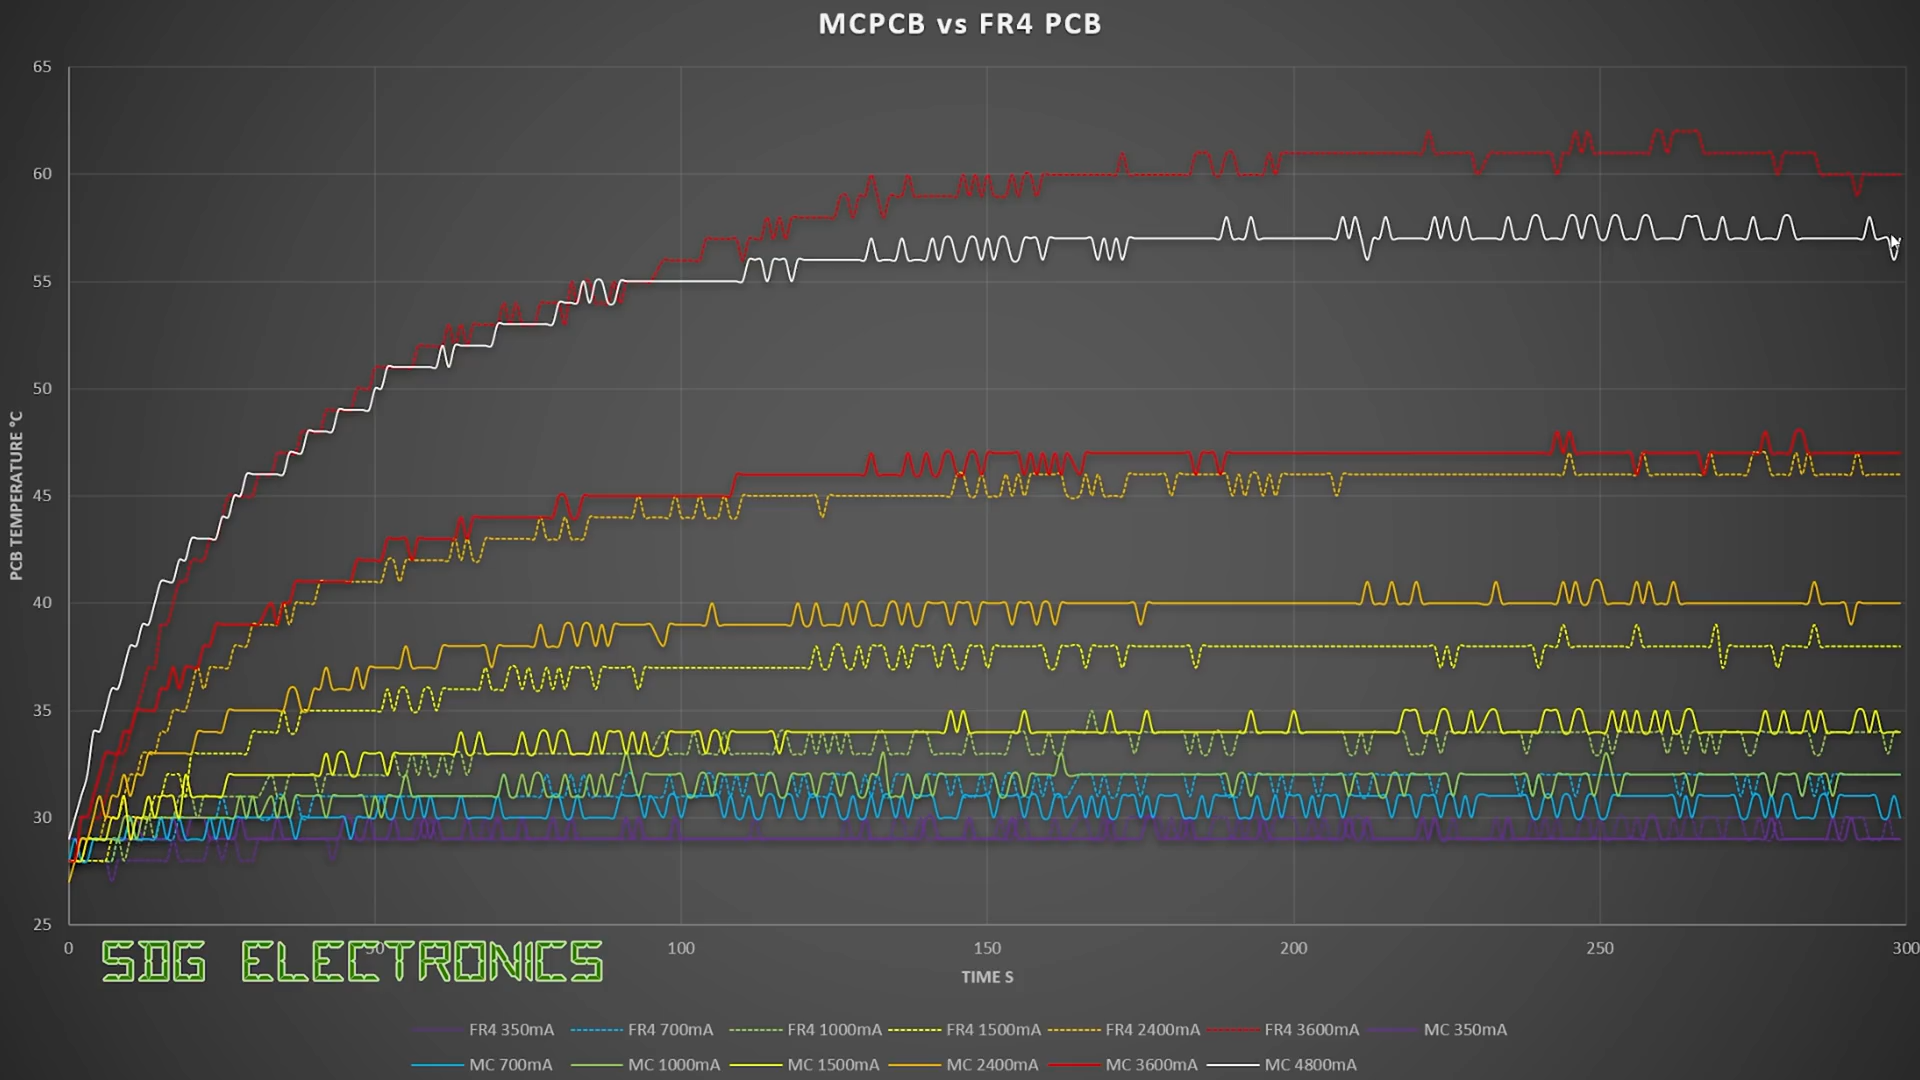 MCPCB vs FR4 PCB
65
60
55
50
45
40
35
30
25
PCB TEMPERATURE °C
0 50 100 150 200 250 300
SDG ELECTRONICS
TIME S
FR4 350mA FR4 700mA FR4 1000mA FR4 1500mA FR4 2400mA FR4 3600mA MC 350mA
MC 700mA MC 1000mA MC 1500mA MC 2400mA MC 3600mA MC 4800mA